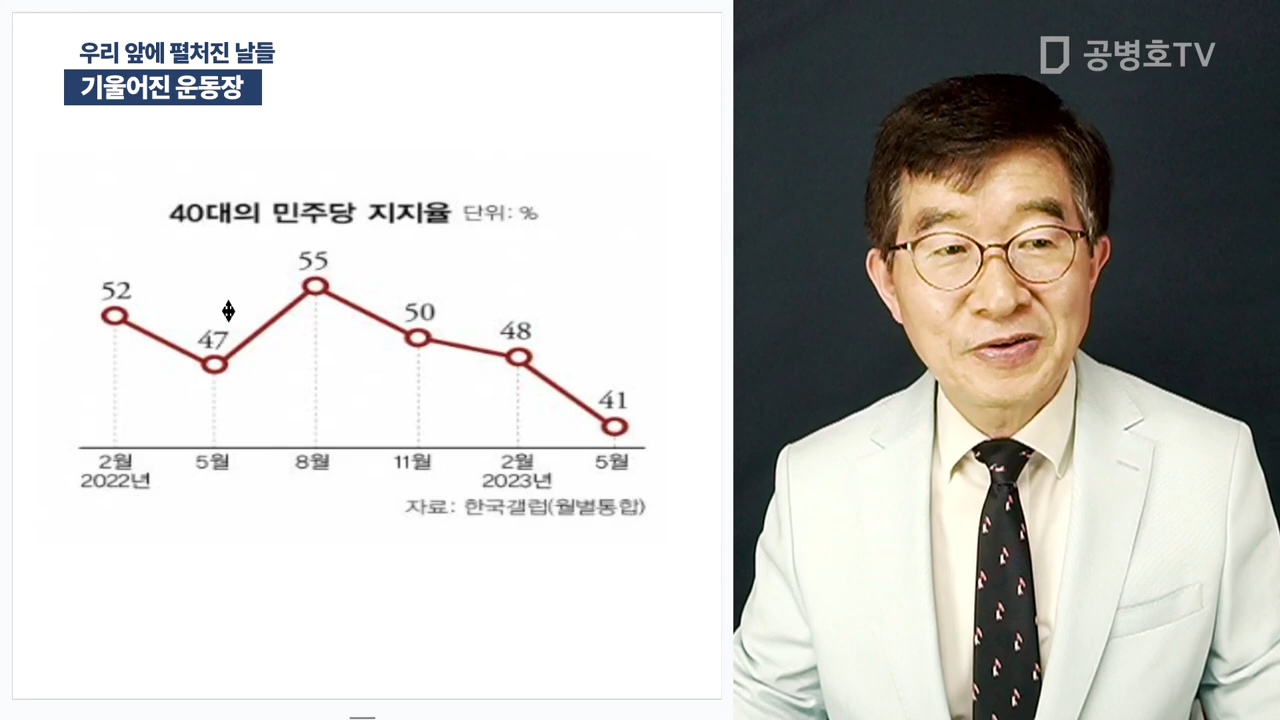 우리 앞에 펼처진 날들
기울어진 운동장
공병호TV
40대의 민주당 지지율 단위: %
52
47
55
50
48
41
2월 5월 8월 11월 2월 5월
2022년 2023년
자료: 한국갤럽(월별통합)